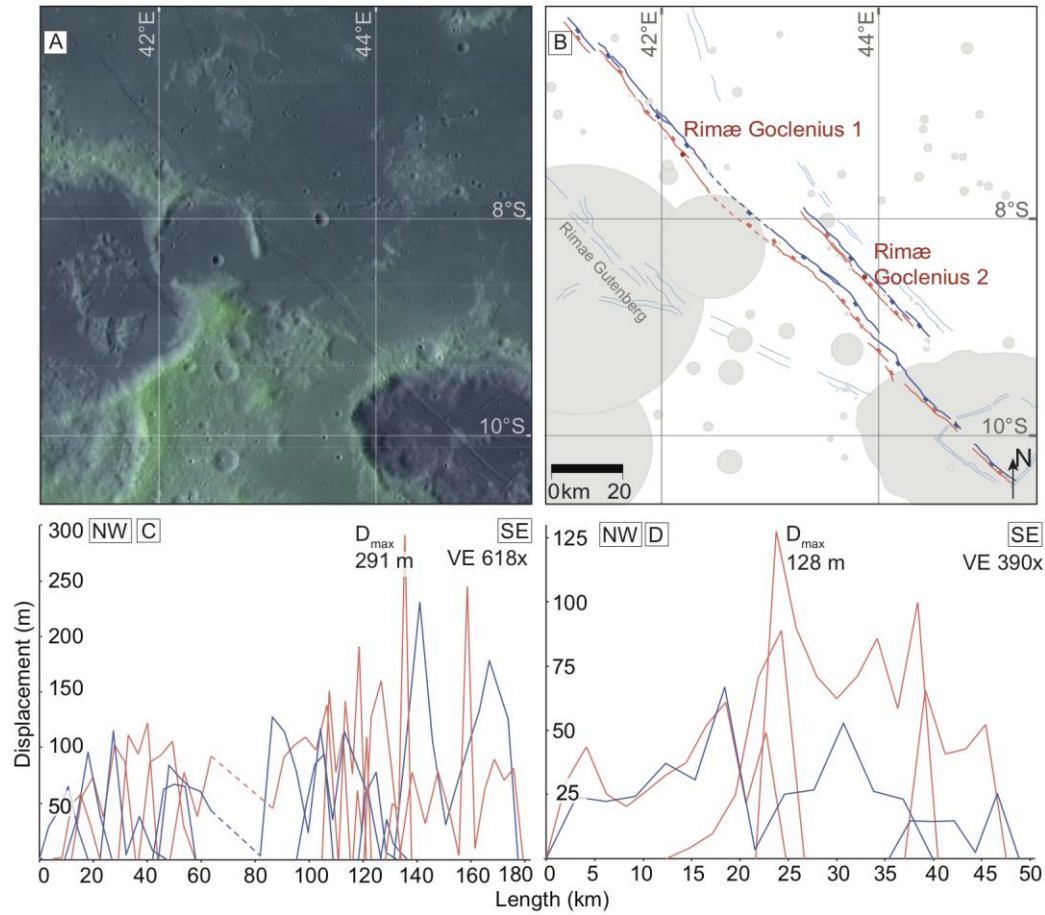 A
42°E
44°E
8°S
10°S
B
42°E
44°E
Rimæ Goclenius 1
8°S
Rimæ
Goclenius 2
Rimae Gutenberg
10°S
N
0km 20
NW C
D max
291 m
SE
VE 618x
300
250
200
150
100
50
0 20 40 60 80 100 120 140 160 180
NW D
D max
128 m
SE
VE 390x
125
100
75
50
25
0 5 10 15 20 25 30 35 40 45 50
Displacement (m)
Length (km)